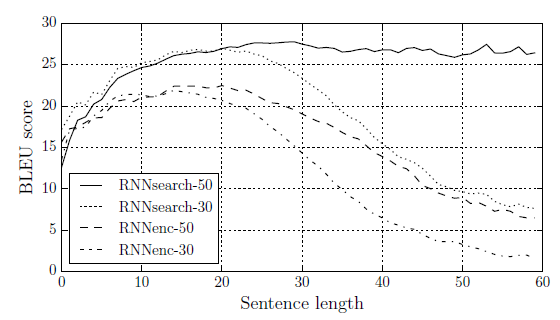 30
25
20
15
10
5
0
BLEU score
RNNsearch-50
RNNsearch-30
RNNenc-50
RNNenc-30
0 10 20 30 40 50 60
Sentence length